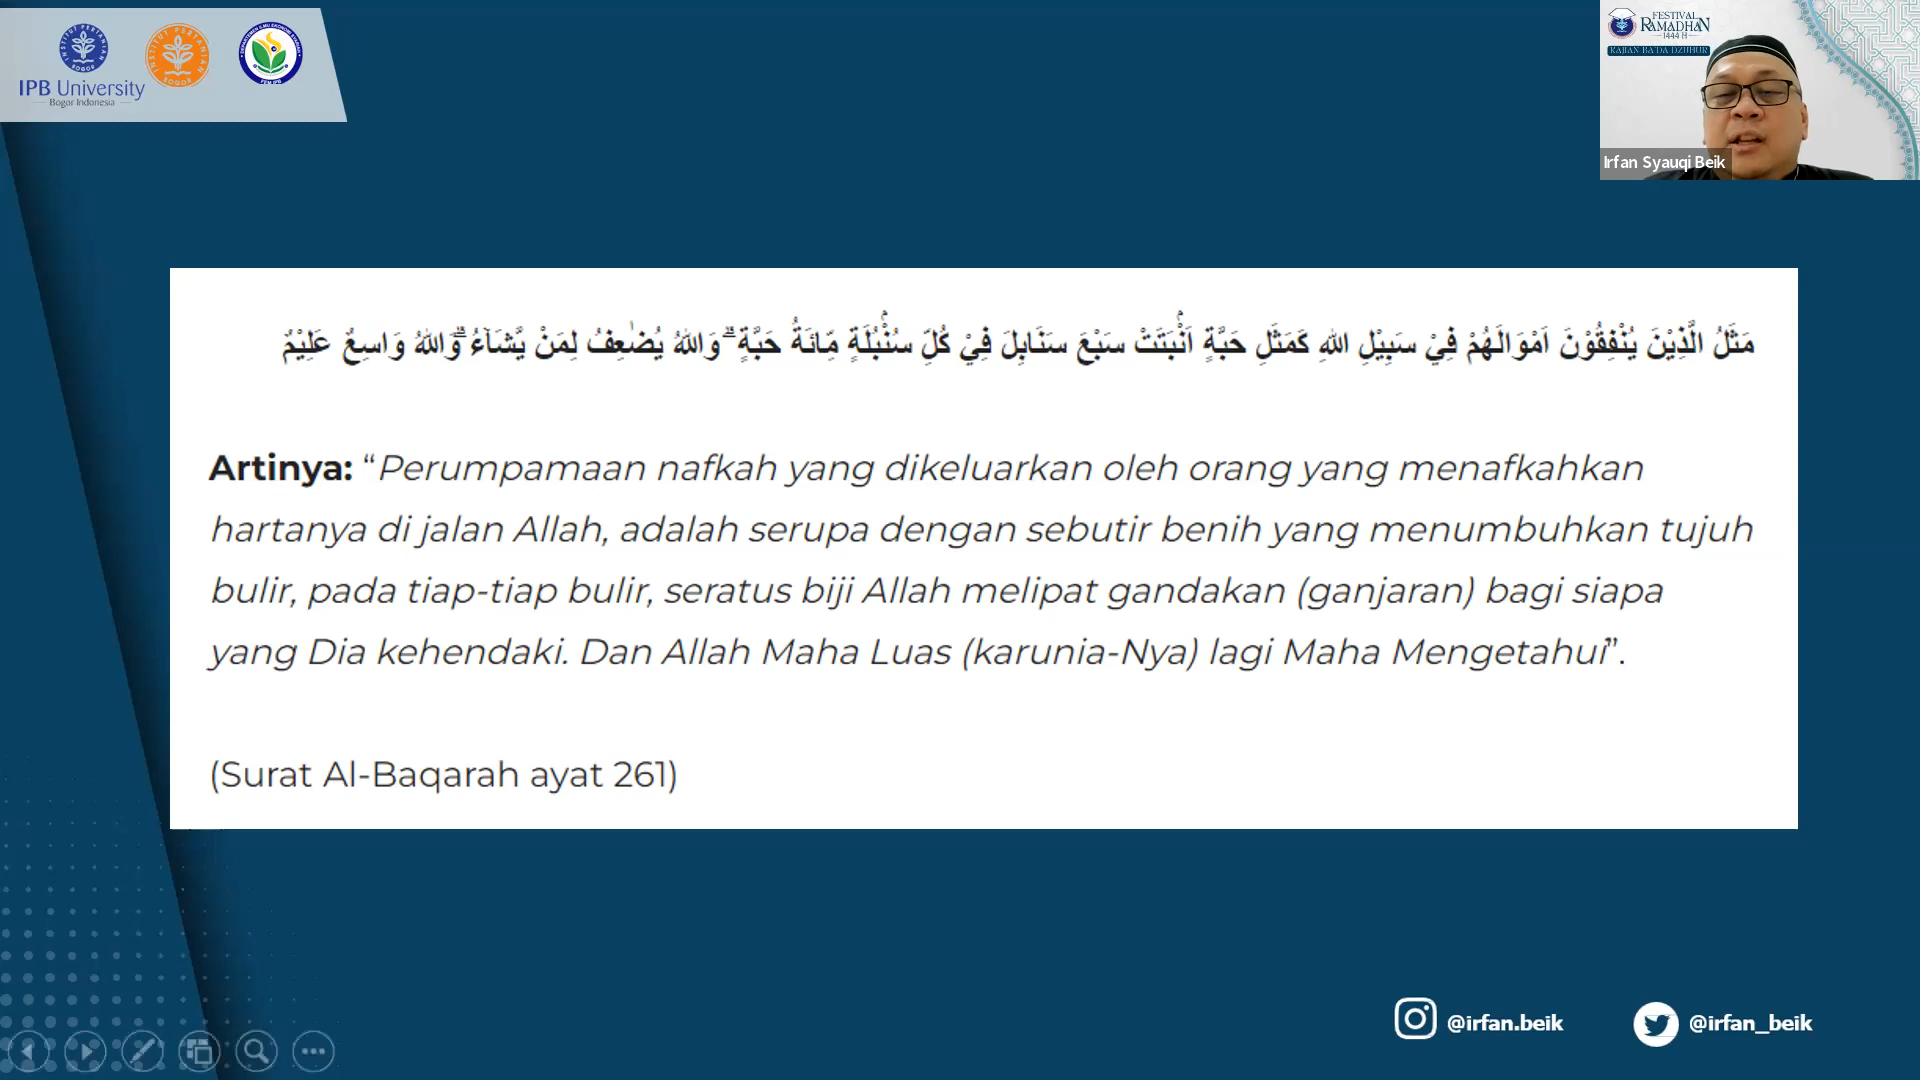 IPB University
Bogor Indonesia
INSTITUT PERTANIAN
BOGOR
FESTIVAL
RAMADHAN
1444 H
KAJIAN BA'DA DZUHUR
Irfan Syauqi Beik
مَثَلُ الَّذِيْنَ يُنْفِقُوْنَ اَمْوَالَهُمْ فِيْ سَبِيْلِ اللهِ كَمَثَلِ حَبَّةٍ اَنْۢبَتَتْ سَبْعَ سَنَابِلَ فِيْ كُلِّ سُنْۢبُلَةٍ مِّائَةُ حَبَّةٍ ۗ وَاللهُ يُضٰعِفُ لِمَنْ يَّشَاۤءُ ۗوَاللهُ وَاسِعٌ عَلِيْمٌ
Artinya: “Perumpamaan nafkah yang dikeluarkan oleh orang yang menafkahkan
hartanya di jalan Allah, adalah serupa dengan sebutir benih yang menumbuhkan tujuh
bulir, pada tiap-tiap bulir, seratus biji Allah melipat gandakan (ganjaran) bagi siapa
yang Dia kehendaki. Dan Allah Maha Luas (karunia-Nya) lagi Maha Mengetahui”.
(Surat Al-Baqarah ayat 261)
@irfan.beik
@irfan_beik